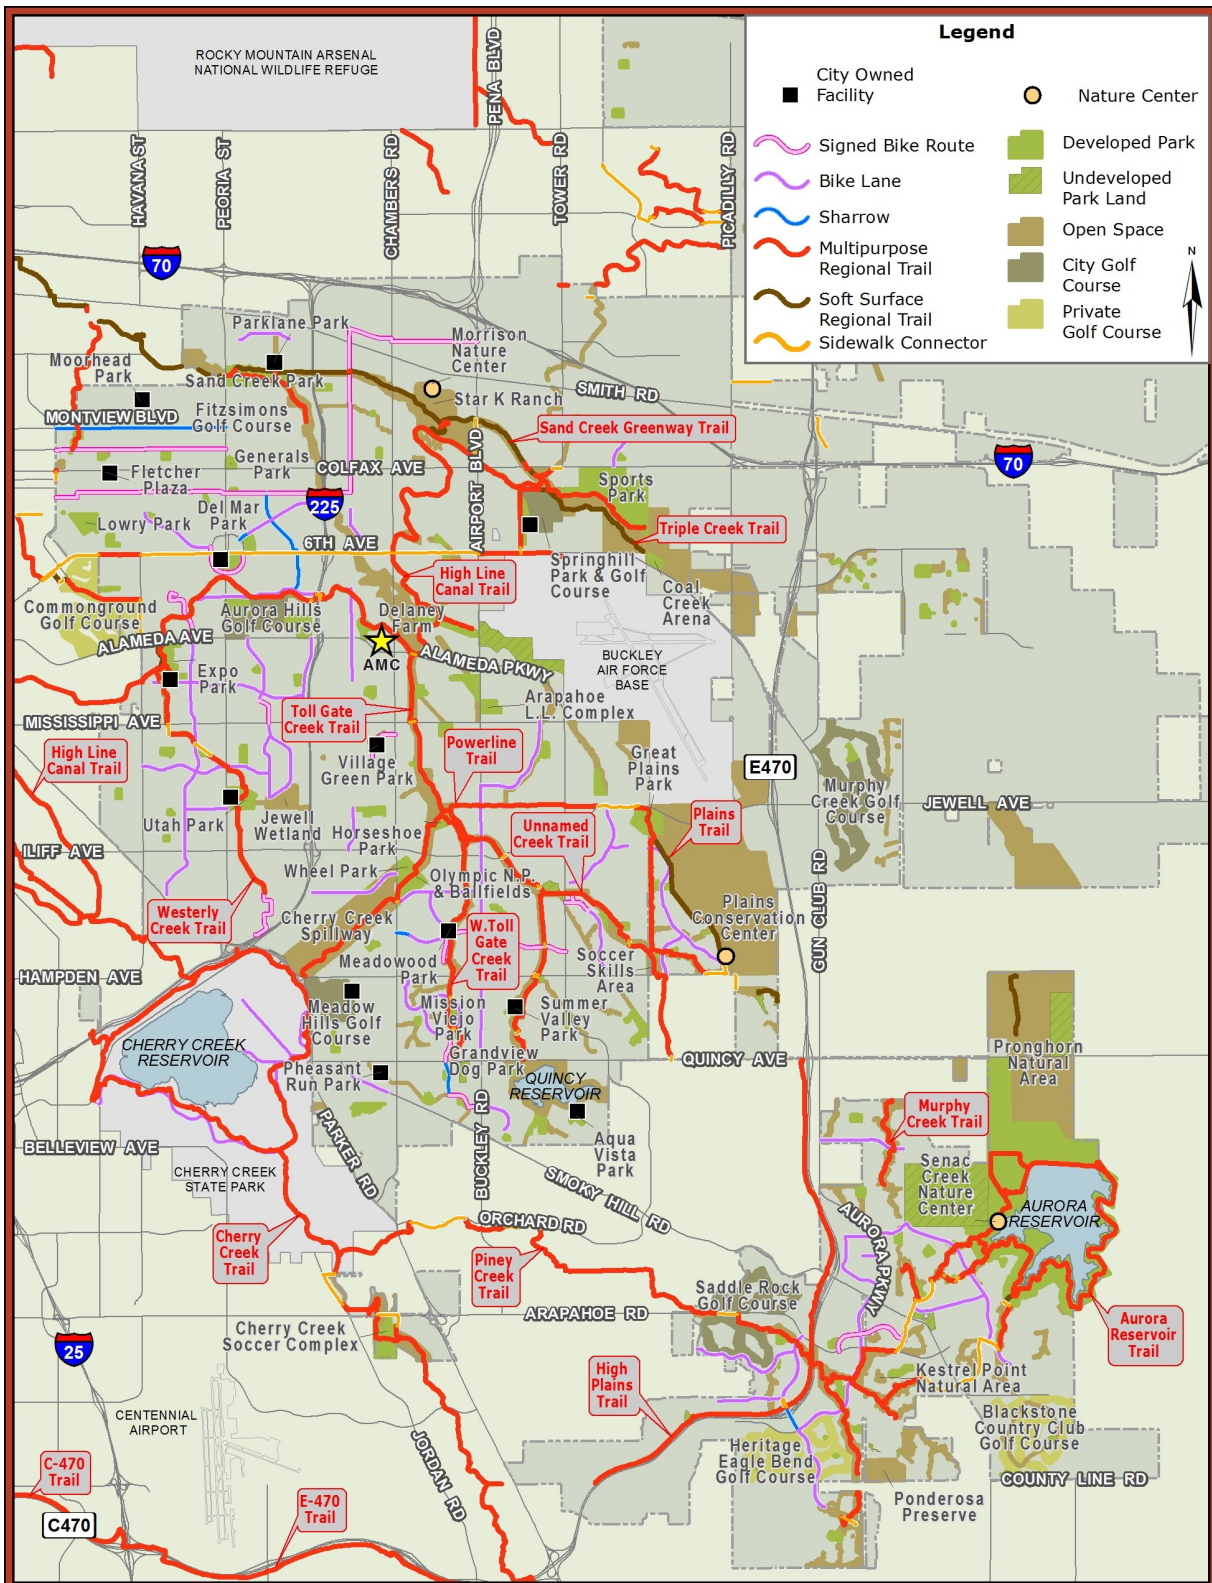 Legend
City Owned
Facility
Nature Center
Signed Bike Route
Bike Lane
Sharrow
Multipurpose
Regional Trail
Soft Surface
Regional Trail
Sidewalk Connector
Developed Park
Undeveloped
Park Land
Open Space
City Golf
Course
Private
Golf Course
N
ROCKY MOUNTAIN ARSENAL
NATIONAL WILDLIFE REFUGE
PENA BLVD
HAVANA ST
PEORIA ST
CHAMBERS RD
TOWER RD
PICADILLY RD
70
Parklane Park
Morrison
Nature
Center
Moorhead
Park
Sand Creek Park
SMITH RD
Star K Ranch
MONTVIEW BLVD
Fitzsimons
Golf Course
Sand Creek Greenway Trail
Generals
Park
COLFAX AVE
AIRPORT BLVD
70
Fletcher
Plaza
Sports
Park
225
Lowry Park
Del Mar
Park
Triple Creek Trail
6TH AVE
Springhill
Park & Golf
Course
High Line
Canal Trail
Coal
Creek
Arena
Commonground
Golf Course
Aurora Hills
Golf Course
Delaney
Farm
ALAMEDA AVE
AMC
ALAMEDA PKWY
BUCKLEY
AIR FORCE
BASE
Expo
Park
Arapahoe
L.L. Complex
MISSISSIPPI AVE
Toll Gate
Creek Trail
High Line
Canal Trail
Powerline
Trail
Great
Plains
Park
E470
Village
Green Park
Murphy
Creek Golf
Course
JEWELL AVE
Utah Park
Jewell
Wetland
Horseshoe
Park
Unnamed
Creek Trail
Plains
Trail
ILIFF AVE
Wheel Park
Olympic N.P.
& Ballfields
GUN CLUB RD
Westerly
Creek Trail
Cherry Creek
Spillway
W.Toll
Gate
Creek
Trail
Plains
Conservation
Center
HAMPDEN AVE
Meadowood
Park
Soccer
Skills
Area
Meadow
Hills Golf
Course
Mission
Viejo
Park
Summer
Valley
Park
CHERRY CREEK
RESERVOIR
Grandview
Dog Park
QUINCY AVE
Pronghorn
Natural
Area
Pheasant
Run Park
QUINCY
RESERVOIR
BUCKLEY RD
Murphy
Creek Trail
PARKER RD
Aqua
Vista
Park
BELLEVIEW AVE
CHERRY CREEK
STATE PARK
SMOKY HILL RD
Senac
Creek
Nature
Center
AURORA
RESERVOIR
ORCHARD RD
AURORA PKWY
Cherry
Creek
Trail
Piney
Creek
Trail
Saddle Rock
Golf Course
ARAPAHOE RD
Aurora
Reservoir
Trail
Cherry Creek
Soccer Complex
25
High
Plains
Trail
Kestrel Point
Natural Area
CENTENNIAL
AIRPORT
Blackstone
Country Club
Golf Course
JORDAN RD
Heritage
Eagle Bend
Golf Course
C-470
Trail
COUNTY LINE RD
E-470
Trail
Ponderosa
Preserve
C470